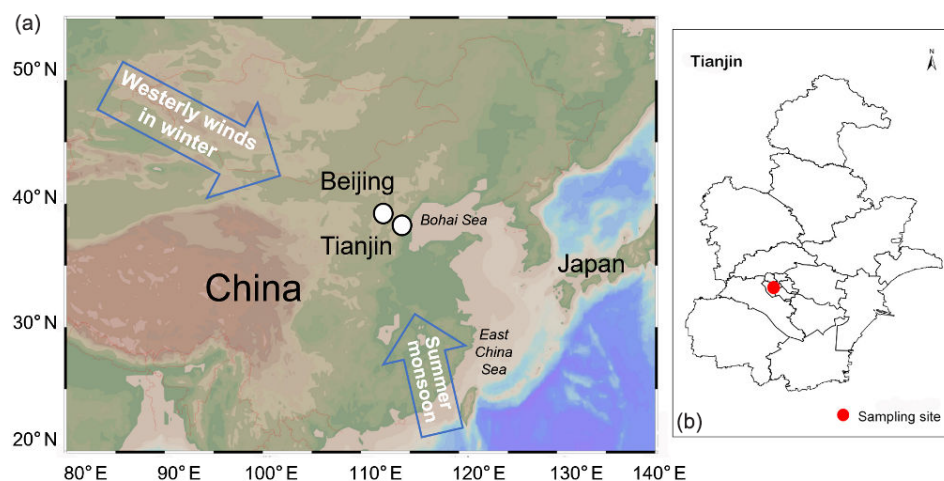 (a)
50° N
40° N
30° N
20° N
80° E
90° E
100° E
110° E
120° E
130° E
140° E
Westerly winds
in winter
Beijing
Tianjin
Bohai Sea
China
Japan
East
China
Sea
Summer
monsoon
Tianjin
N
(b)
Sampling site